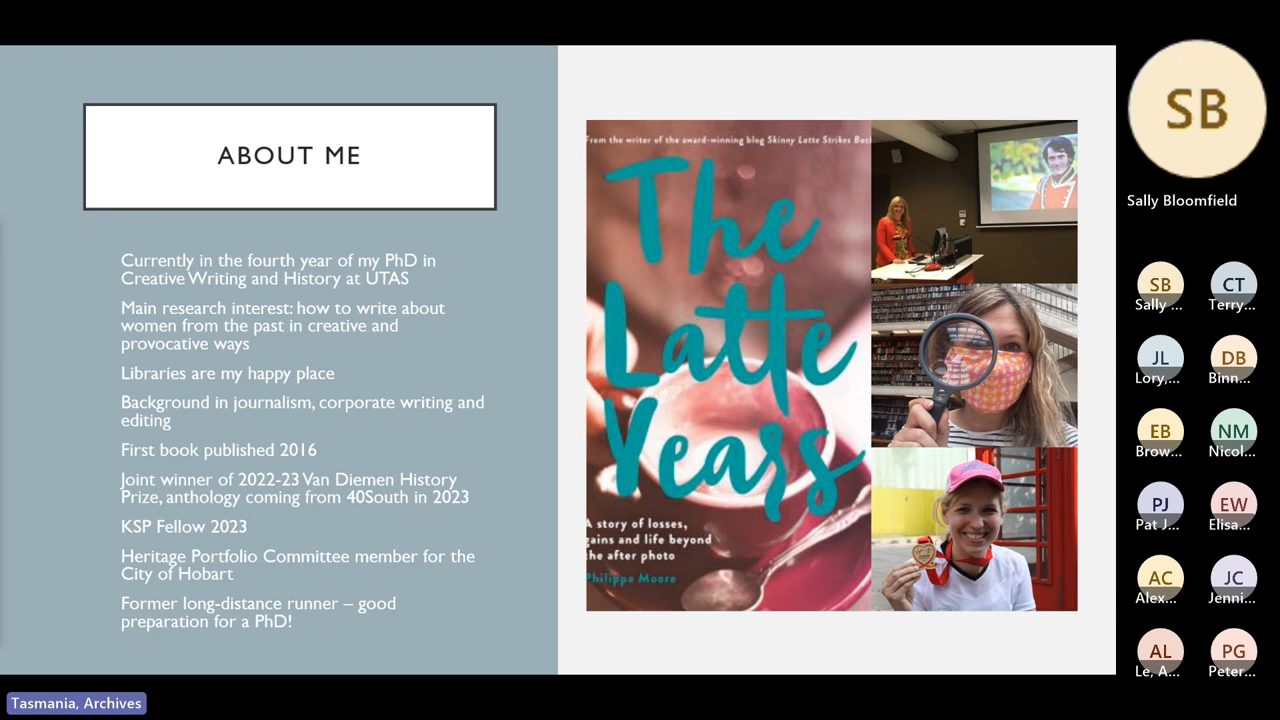 ABOUT ME
Currently in the fourth year of my PhD in
Creative Writing and History at UTAS
Main research interest: how to write about
women from the past in creative and
provocative ways
Libraries are my happy place
Background in journalism, corporate writing and
editing
First book published 2016
Joint winner of 2022-23 Van Diemen History
Prize, anthology coming from 40South in 2023
KSP Fellow 2023
Heritage Portfolio Committee member for the
City of Hobart
Former long-distance runner – good
preparation for a PhD!
From the writer of the award-winning blog Skinny Latte Strikes Bac
The
Latte
Years
A story of losses,
gains and life beyond
the after photo
Philippa Moore
SB
Sally Bloomfield
SB
Sally ...
CT
Terry...
JL
Lory,...
DB
Binn...
EB
Brow...
NM
Nicol...
PJ
Pat J...
EW
Elisa...
AC
Alex...
JC
Jenni...
AL
Le, A...
PG
Peter...
Tasmania, Archives